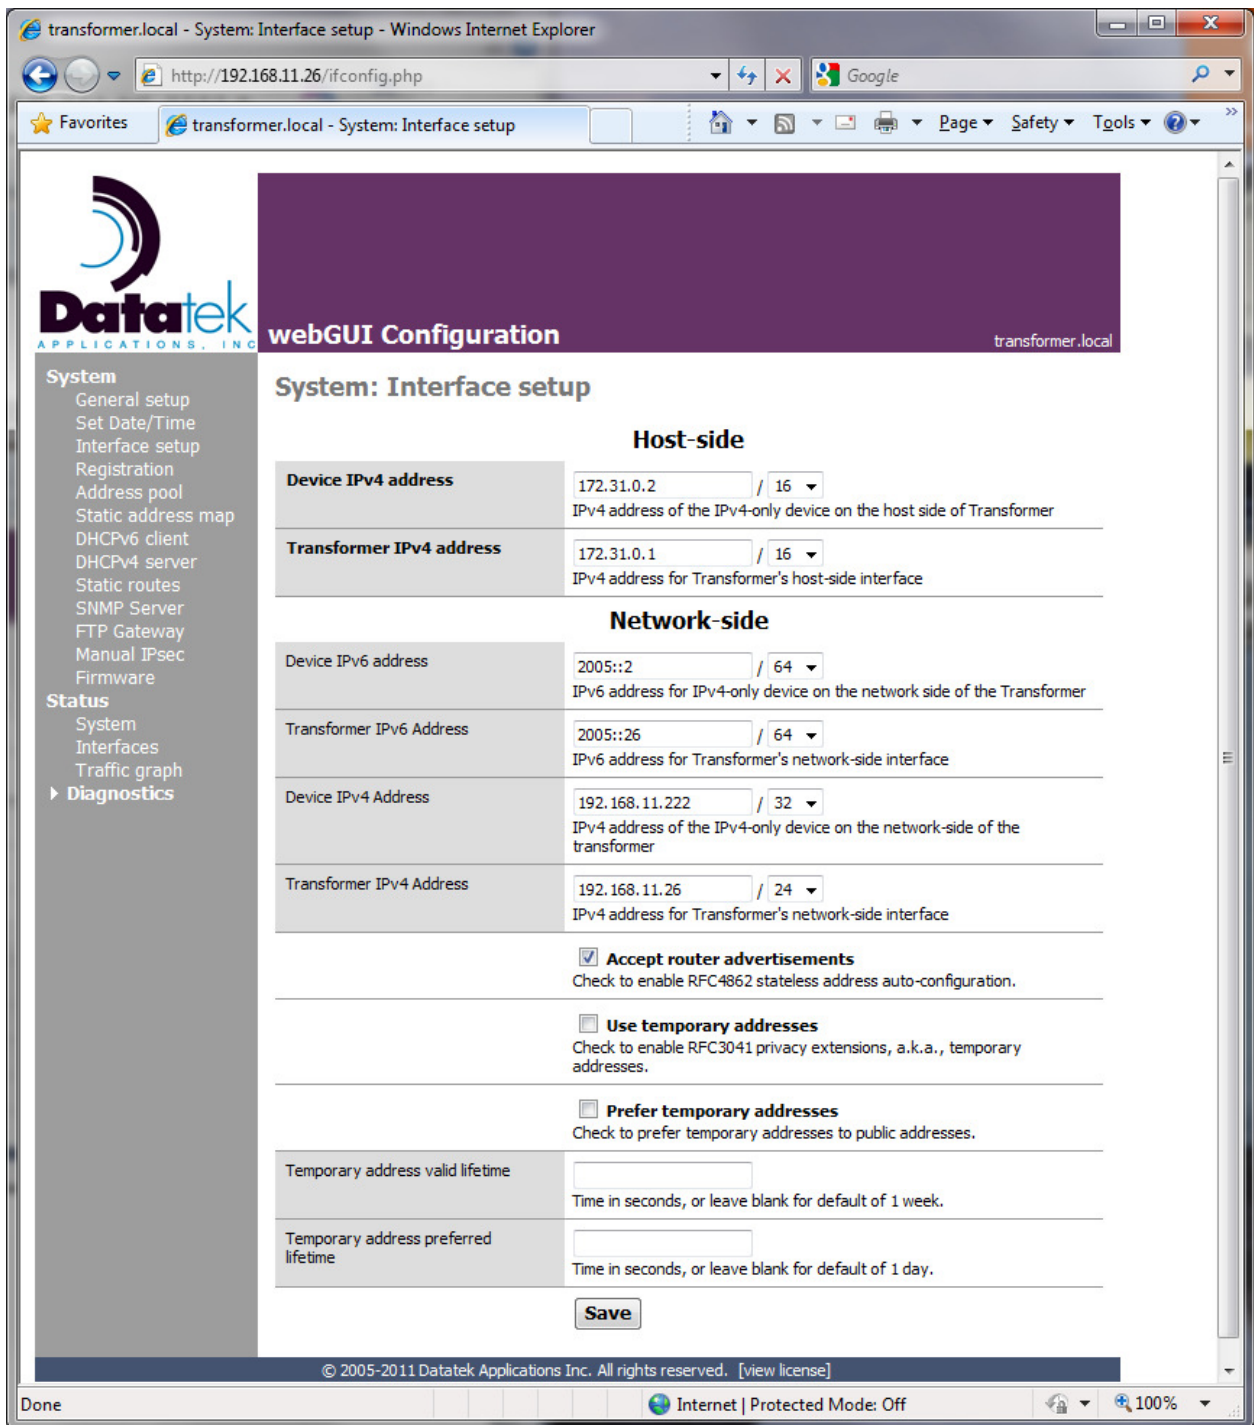 transformer.local - System: Interface setup - Windows Internet Explorer
http://192.168.11.26/ifconfig.php
Google
Favorites
transformer.local - System: Interface setup
Page
Safety
Tools
Datatek
APPLICATIONS, INC
webGUI Configuration
transformer.local
System
General setup
Set Date/Time
Interface setup
Registration
Address pool
Static address map
DHCPv6 client
DHCPv4 server
Static routes
SNMP Server
FTP Gateway
Manual IPsec
Firmware
Status
System
Interfaces
Traffic graph
Diagnostics
System: Interface setup
Host-side
Device IPv4 address
172.31.0.2 / 16
IPv4 address of the IPv4-only device on the host side of Transformer
Transformer IPv4 address
172.31.0.1 / 16
IPv4 address for Transformer's host-side interface
Network-side
Device IPv6 address
2005::2 / 64
IPv6 address for IPv4-only device on the network side of the Transformer
Transformer IPv6 Address
2005::26 / 64
IPv6 address for Transformer's network-side interface
Device IPv4 Address
192.168.11.222 / 32
IPv4 address of the IPv4-only device on the network-side of the
transformer
Transformer IPv4 Address
192.168.11.26 / 24
IPv4 address for Transformer's network-side interface
Accept router advertisements
Check to enable RFC4862 stateless address auto-configuration.
Use temporary addresses
Check to enable RFC3041 privacy extensions, a.k.a., temporary
addresses.
Prefer temporary addresses
Check to prefer temporary addresses to public addresses.
Temporary address valid lifetime
Time in seconds, or leave blank for default of 1 week.
Temporary address preferred
lifetime
Time in seconds, or leave blank for default of 1 day.
Save
© 2005-2011 Datatek Applications Inc. All rights reserved. [view license]
Done
Internet | Protected Mode: Off
100%